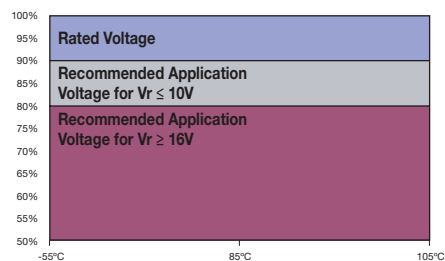 100%
95%
90%
85%
80%
75%
70%
65%
60%
55%
50%
Rated Voltage
Recommended Application
Voltage for Vr ≤ 10V
Recommended Application
Voltage for Vr ≥ 16V
-55ºC
85ºC
105ºC